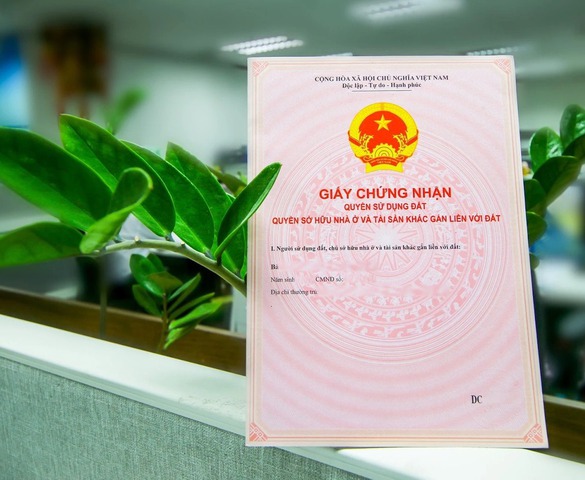 CỘNG HÒA XÃ HỘI CHỦ NGHĨA VIỆT NAM
Độc lập - Tự do - Hạnh phúc
GIẤY CHỨNG NHẬN
QUYỀN SỬ DỤNG ĐẤT
QUYỀN SỞ HỮU NHÀ Ở VÀ TÀI SẢN KHÁC GẮN LIỀN VỚI ĐẤT
I. Người sử dụng đất, chủ sở hữu nhà ở và tài sản khác gắn liền với đất:
Bà
Năm sinh CMND số:
Địa chỉ thường trú:
DC